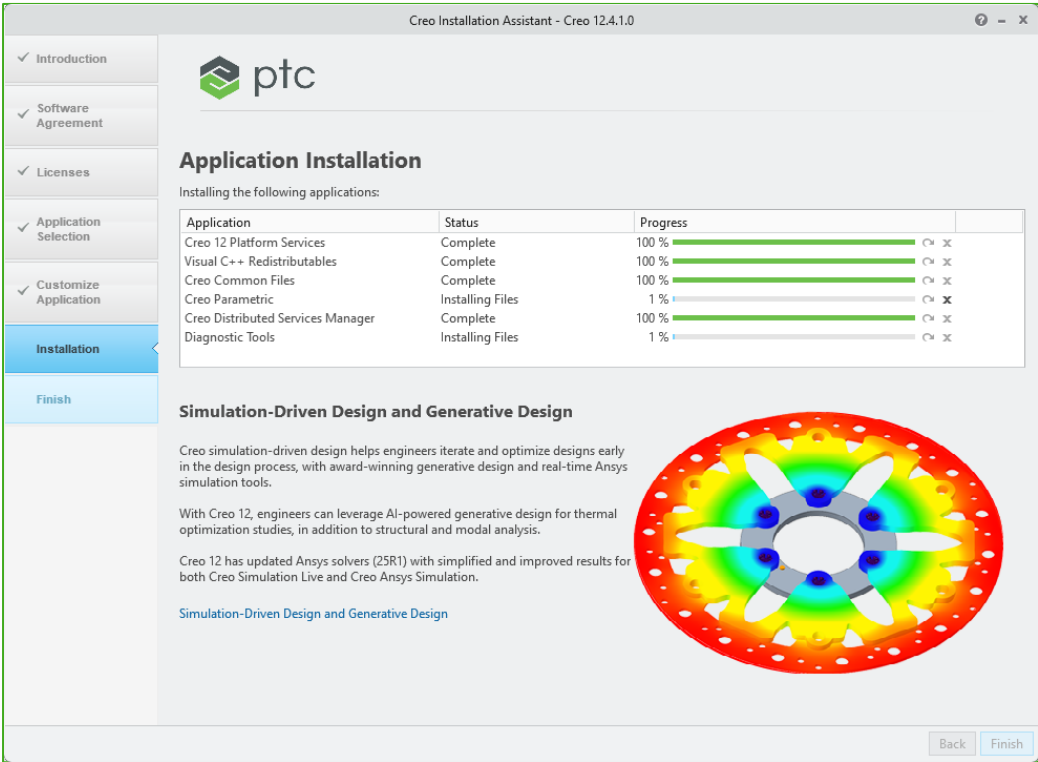 Creo Installation Assistant - Creo 12.4.1.0
Introduction
Software
Agreement
Licenses
Application
Selection
Customize
Application
Installation
Finish
ptc
Application Installation
Installing the following applications:
Application Status Progress
Creo 12 Platform Services Complete 100 %
Visual C++ Redistributables Complete 100 %
Creo Common Files Complete 100 %
Creo Parametric Installing Files 1 %
Creo Distributed Services Manager Complete 100 %
Diagnostic Tools Installing Files 1 %
Simulation-Driven Design and Generative Design
Creo simulation-driven design helps engineers iterate and optimize designs early
in the design process, with award-winning generative design and real-time Ansys
simulation tools.
With Creo 12, engineers can leverage AI-powered generative design for thermal
optimization studies, in addition to structural and modal analysis.
Creo 12 has updated Ansys solvers (25R1) with simplified and improved results for
both Creo Simulation Live and Creo Ansys Simulation.
Simulation-Driven Design and Generative Design
Back Finish